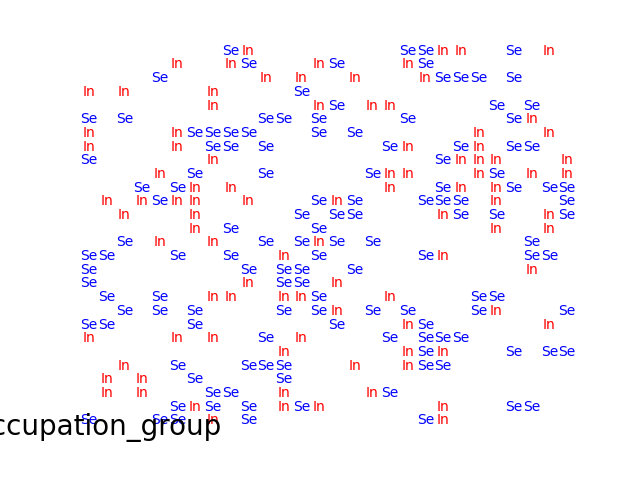 Se In Se Se In In Se In
In In Se In Se In Se
Se In In In In Se Se Se Se
In In In Se
In In Se In In Se Se
Se Se Se Se Se Se Se In
In In Se Se Se Se Se Se In In
In In Se Se Se Se In Se In Se Se
Se In Se In In In In
In Se Se Se In In In Se In In
Se Se In In In Se In In Se Se Se
In In Se In In In Se In Se Se Se Se In Se
In In Se Se Se In Se Se In Se
In Se Se In In
Se In In Se Se In Se Se Se
Se Se Se Se In Se Se In Se Se
Se Se Se Se Se In
Se In Se Se In
Se Se In In In In Se In Se Se
Se Se Se Se Se In Se Se Se In Se
Se Se Se Se In Se In
In In In Se In Se Se Se Se
In In Se In Se Se Se
In Se Se Se Se In In Se Se
In In Se Se
In In Se Se In In Se
Se In Se Se In Se In In Se Se
Se Se Se In Se Se In
ccupation_group